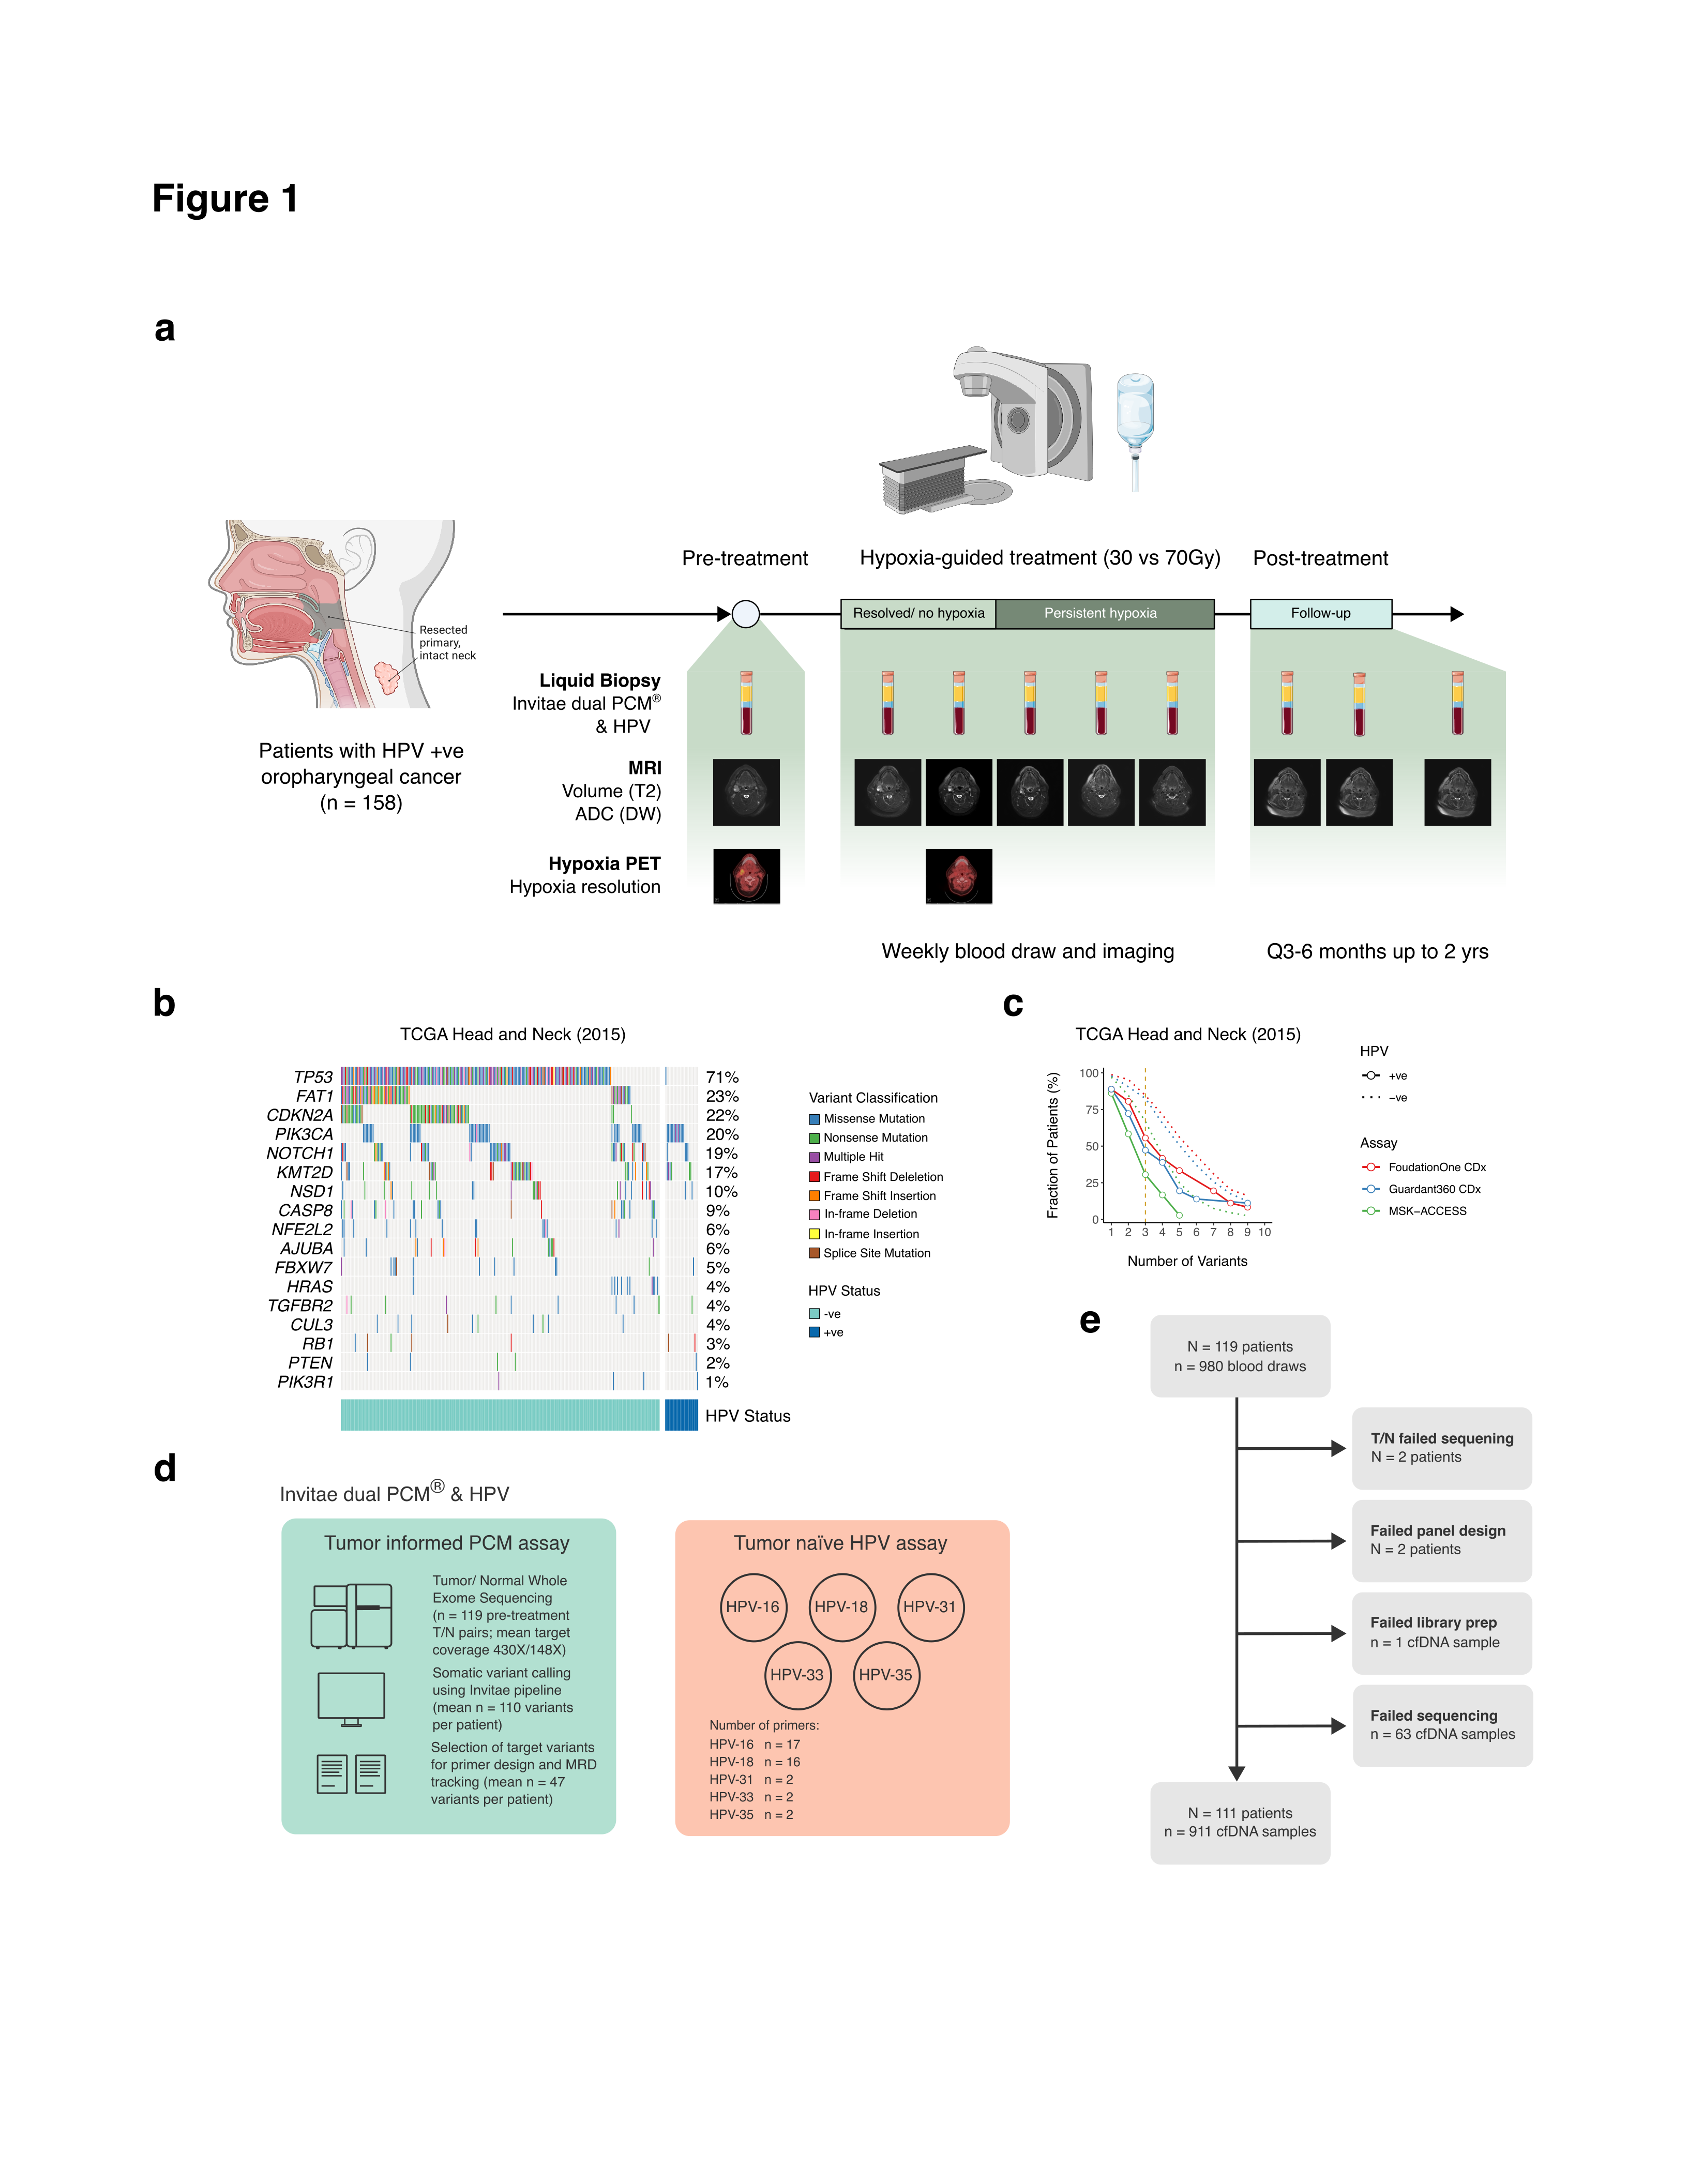 Figure 1
a
Pre-treatment
Hypoxia-guided treatment (30 vs 70Gy)
Post-treatment
Resolved/ no hypoxia
Persistent hypoxia
Follow-up
Resected
primary,
intact neck
Patients with HPV +ve
oropharyngeal cancer
(n = 158)
Liquid Biopsy
Invitae dual PCM®
& HPV
MRI
Volume (T2)
ADC (DW)
Hypoxia PET
Hypoxia resolution
Weekly blood draw and imaging
Q3-6 months up to 2 yrs
b
TCGA Head and Neck (2015)
TP53 71%
FAT1 23%
CDKN2A 22%
PIK3CA 20%
NOTCH1 19%
KMT2D 17%
NSD1 10%
CASP8 9%
NFE2L2 6%
AJUBA 6%
FBXW7 5%
HRAS 4%
TGFBR2 4%
CUL3 4%
RB1 3%
PTEN 2%
PIK3R1 1%
HPV Status
Variant Classification
Missense Mutation
Nonsense Mutation
Multiple Hit
Frame Shift Deleletion
Frame Shift Insertion
In-frame Deletion
In-frame Insertion
Splice Site Mutation
HPV Status
-ve
+ve
c
TCGA Head and Neck (2015)
Fraction of Patients (%)
100
75
50
25
0
1 2 3 4 5 6 7 8 9 10
Number of Variants
HPV
+ve
−ve
Assay
FoudationOne CDx
Guardant360 CDx
MSK−ACCESS
d
Invitae dual PCM® & HPV
Tumor informed PCM assay
Tumor/ Normal Whole
Exome Sequencing
(n = 119 pre-treatment
T/N pairs; mean target
coverage 430X/148X)
Somatic variant calling
using Invitae pipeline
(mean n = 110 variants
per patient)
Selection of target variants
for primer design and MRD
tracking (mean n = 47
variants per patient)
Tumor naïve HPV assay
HPV-16
HPV-18
HPV-31
HPV-33
HPV-35
Number of primers:
HPV-16 n = 17
HPV-18 n = 16
HPV-31 n = 2
HPV-33 n = 2
HPV-35 n = 2
e
N = 119 patients
n = 980 blood draws
T/N failed sequening
N = 2 patients
Failed panel design
N = 2 patients
Failed library prep
n = 1 cfDNA sample
Failed sequencing
n = 63 cfDNA samples
N = 111 patients
n = 911 cfDNA samples